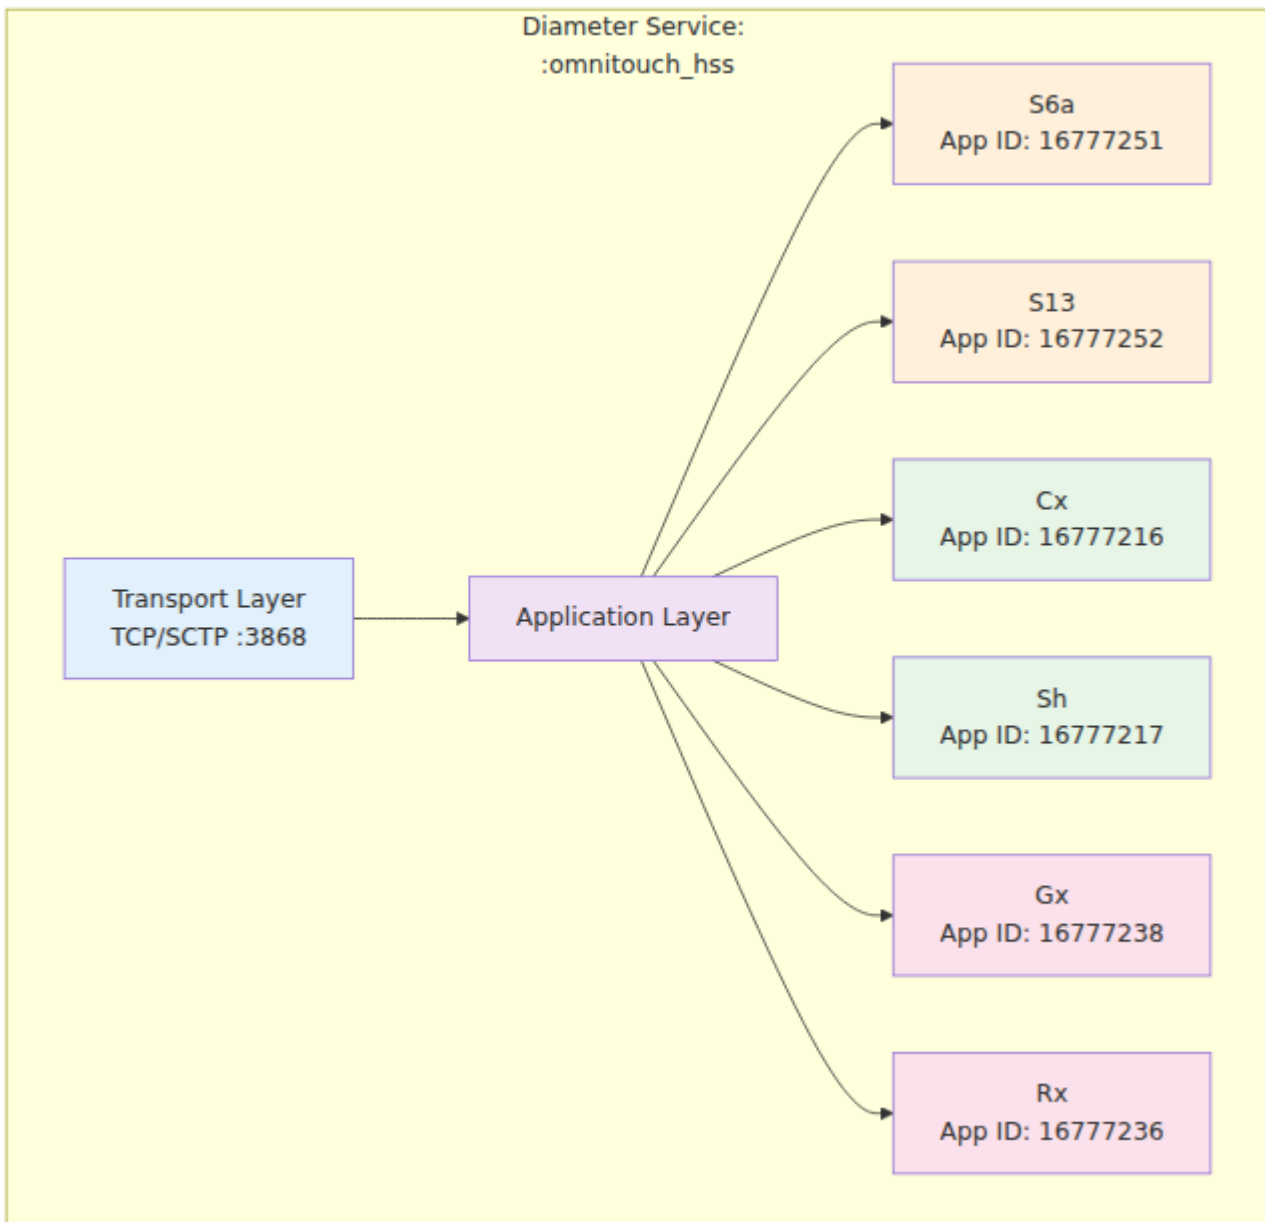 Diameter Service:
:omnitouch_hss
S6a
App ID: 16777251
S13
App ID: 16777252
Cx
App ID: 16777216
Transport Layer
TCP/SCTP :3868
Application Layer
Sh
App ID: 16777217
Gx
App ID: 16777238
Rx
App ID: 16777236